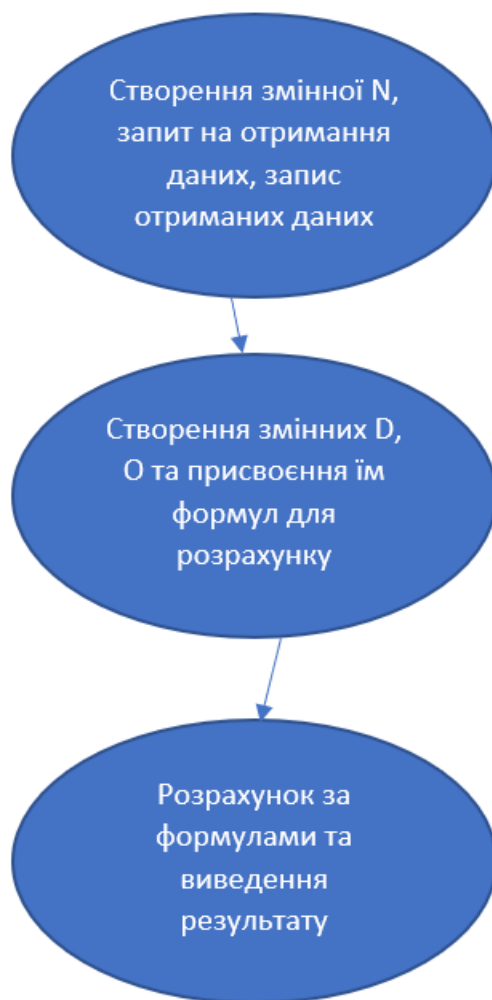 Створення змінної N,
запит на отримання
даних, запис
отриманих даних
Створення змінних D,
O та присвоєння їм
формул для
розрахунку
Розрахунок за
формулами та
виведення
результату